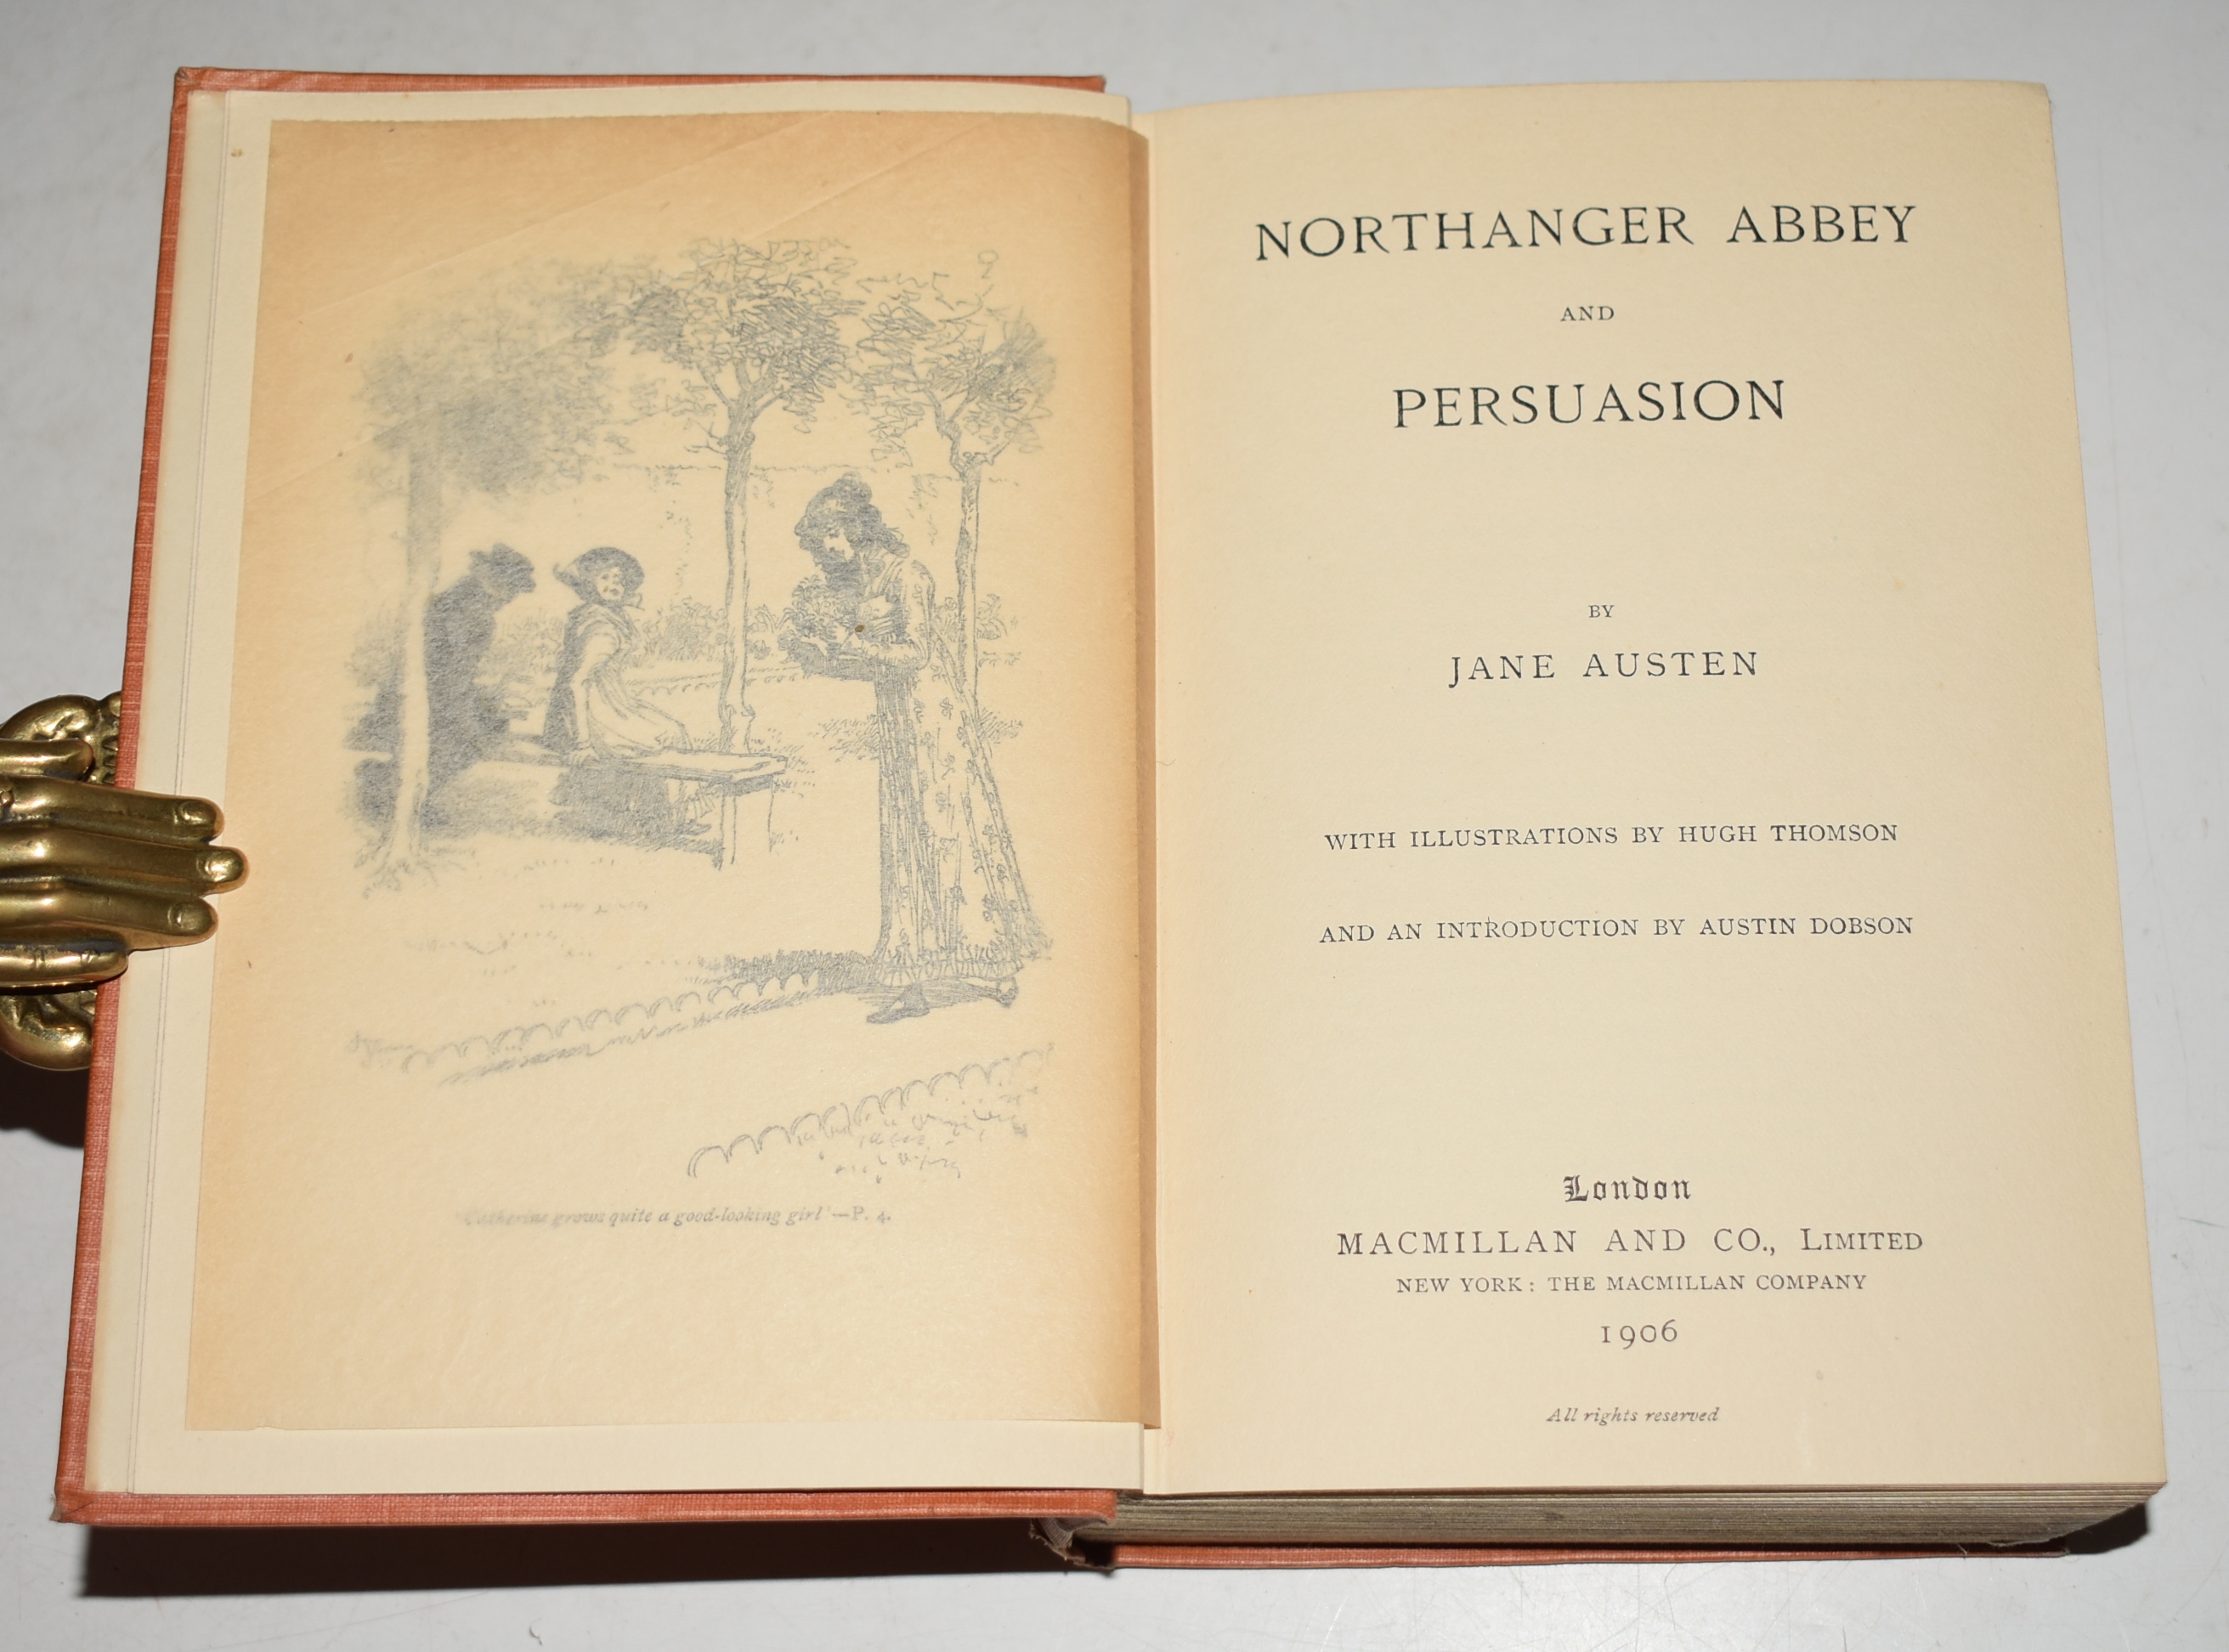 'Catherine grows quite a good-looking girl'—P. 4.
NORTHANGER ABBEY
AND
PERSUASION
BY
JANE AUSTEN
WITH ILLUSTRATIONS BY HUGH THOMSON
AND AN INTRODUCTION BY AUSTIN DOBSON
London
MACMILLAN AND CO., LIMITED
NEW YORK: THE MACMILLAN COMPANY
1906
All rights reserved